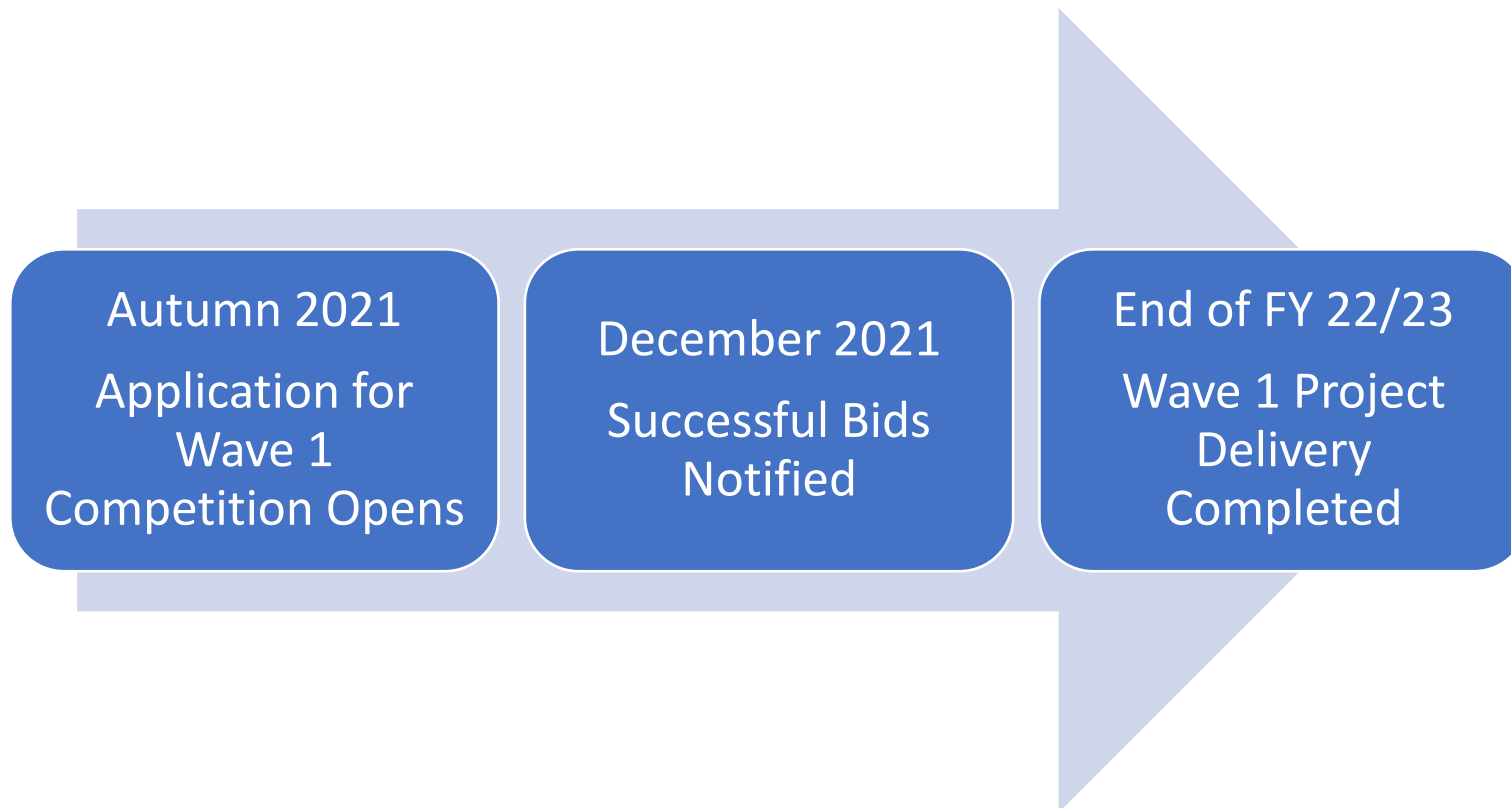 Autumn 2021
Application for
Wave 1
Competition Opens
December 2021
Successful Bids
Notified
End of FY 22/23
Wave 1 Project
Delivery
Completed